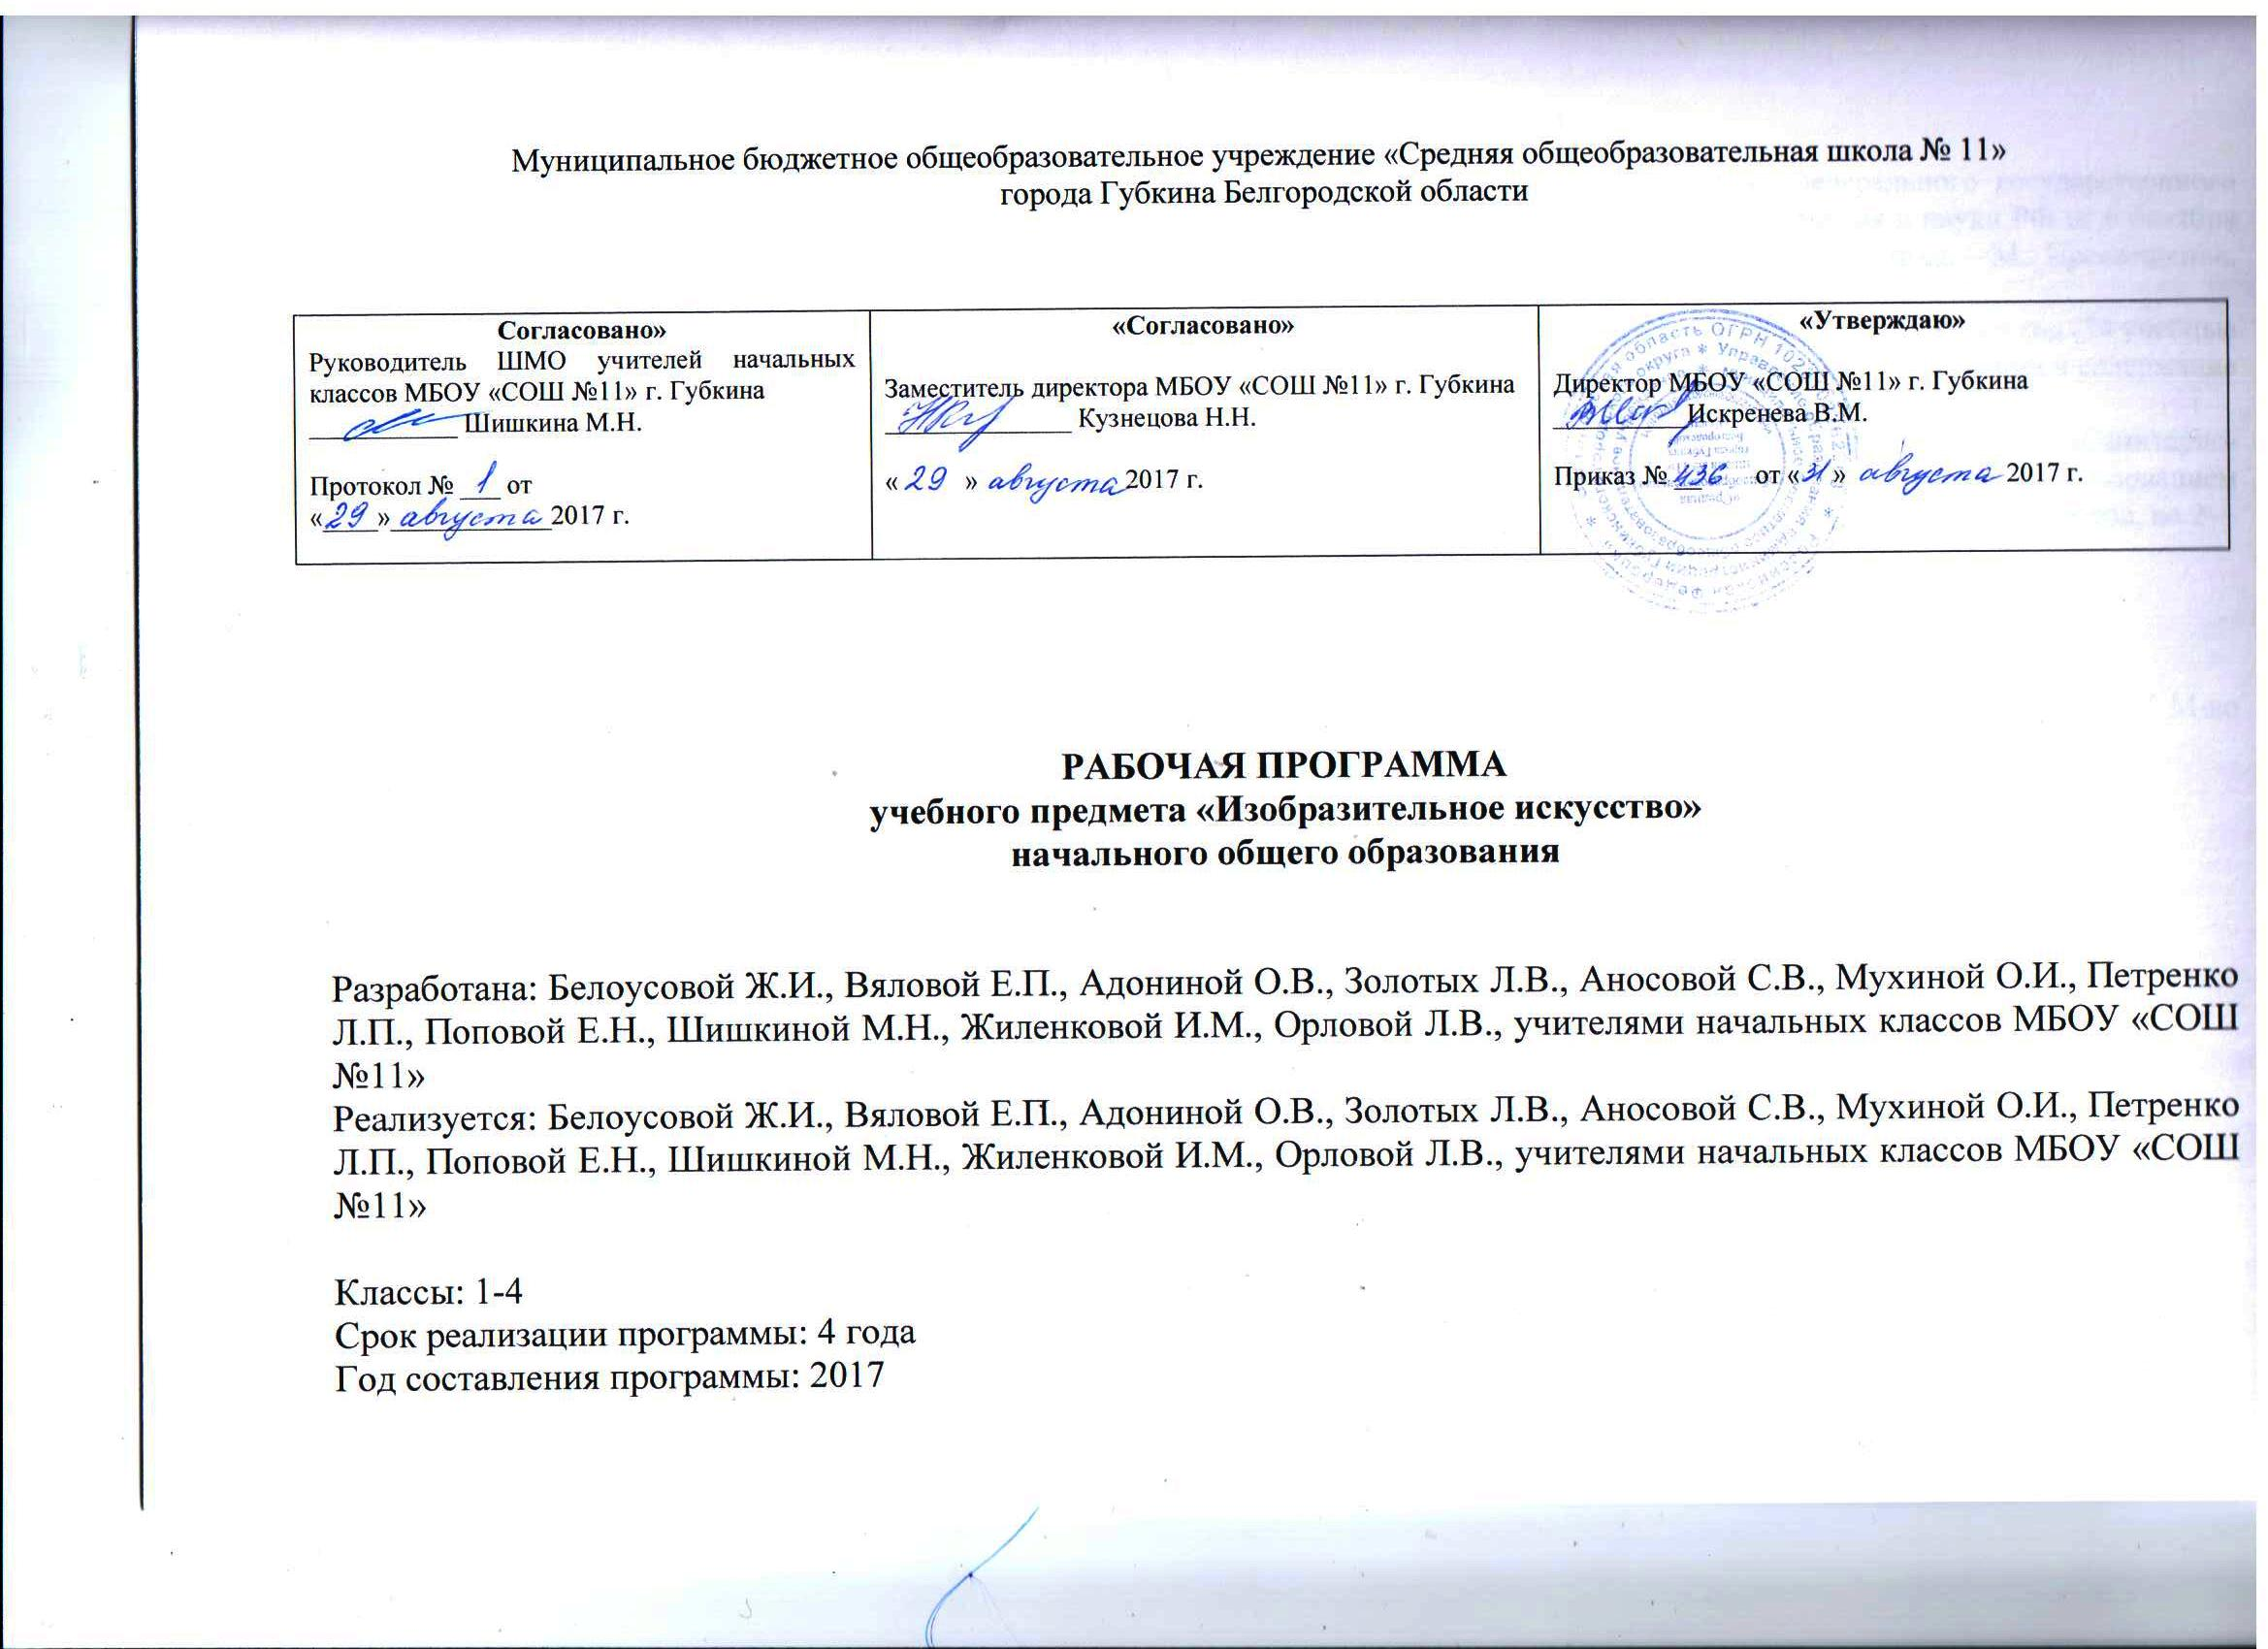 Муниципальное бюджетное общеобразовательное учреждение «Средняя общеобразовательная школа № 11»
города Губкина Белгородской области
Согласовано»
Руководитель ШМО учителей начальных
классов МБОУ «СОШ №11» г. Губкина
____________ Шишкина М.Н.
Протокол № 1 от
«29» августа 2017 г.
«Согласовано»
Заместитель директора МБОУ «СОШ №11» г. Губкина
_______________ Кузнецова Н.Н.
« 29 » августа 2017 г.
«Утверждаю»
Директор МБОУ «СОШ №11» г. Губкина
___________Искренева В.М.
Приказ № от «31» августа 2017 г.
РАБОЧАЯ ПРОГРАММА
учебного предмета «Изобразительное искусство»
начального общего образования
Разработана: Белоусовой Ж.И., Вяловой Е.П., Адониной О.В., Золотых Л.В., Аносовой С.В., Мухиной О.И., Петренко
Л.П., Поповой Е.Н., Шишкиной М.Н., Жиленковой И.М., Орловой Л.В., учителями начальных классов МБОУ «СОШ
№11»
Реализуется: Белоусовой Ж.И., Вяловой Е.П., Адониной О.В., Золотых Л.В., Аносовой С.В., Мухиной О.И., Петренко
Л.П., Поповой Е.Н., Шишкиной М.Н., Жиленковой И.М., Орловой Л.В., учителями начальных классов МБОУ «СОШ
№11»
Классы: 1-4
Срок реализации программы: 4 года
Год составления программы: 2017